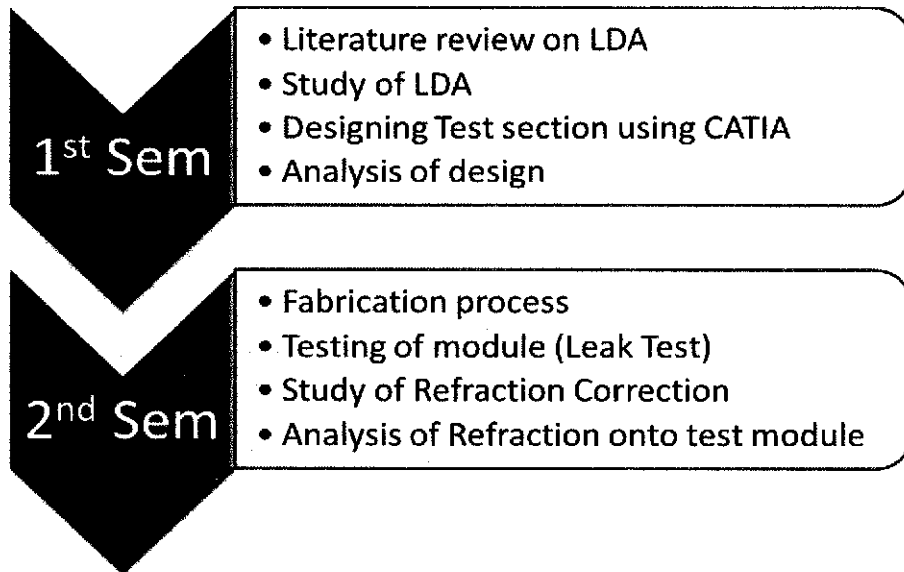 1st Sem
• Literature review on LDA
• Study of LDA
• Designing Test section using CATIA
• Analysis of design
2nd Sem
• Fabrication process
• Testing of module (Leak Test)
• Study of Refraction Correction
• Analysis of Refraction onto test module